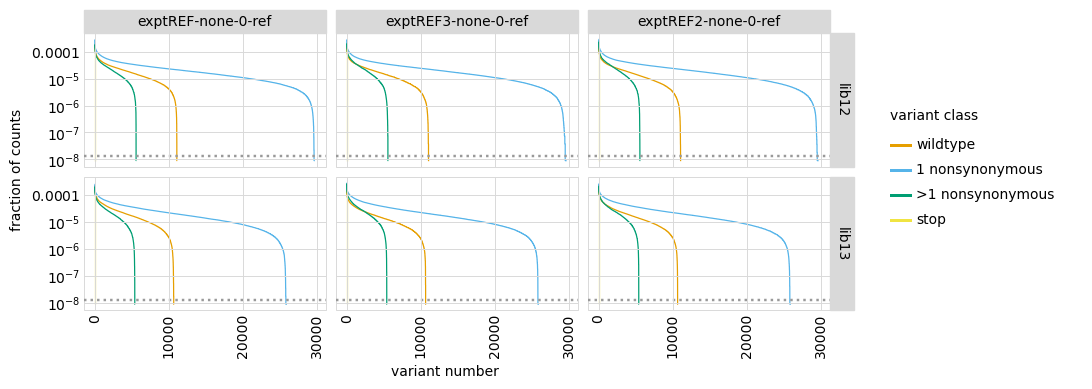 exptREF-none-0-ref exptREF3-none-0-ref exptREF2-none-0-ref
fraction of counts
0.0001
10⁻⁵
10⁻⁶
10⁻⁷
10⁻⁸
lib12
0.0001
10⁻⁵
10⁻⁶
10⁻⁷
10⁻⁸
lib13
0 10000 20000 30000 0 10000 20000 30000 0 10000 20000 30000
variant number
variant class
wildtype
1 nonsynonymous
>1 nonsynonymous
stop